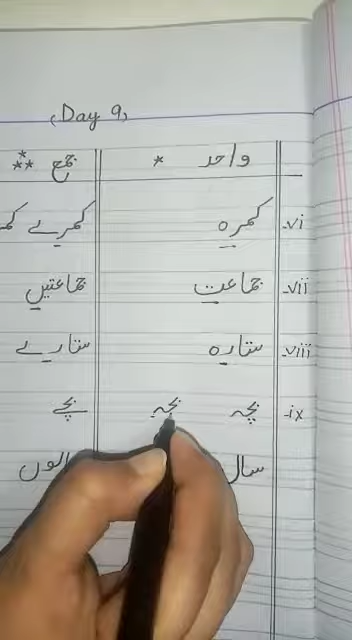 (Day 9)
واحد * جمع ***
vi. کمرہ کمرے
vii. جماعت جماعتیں
viii. ستارہ ستارے
ix. بچہ بچہ بچے
سال